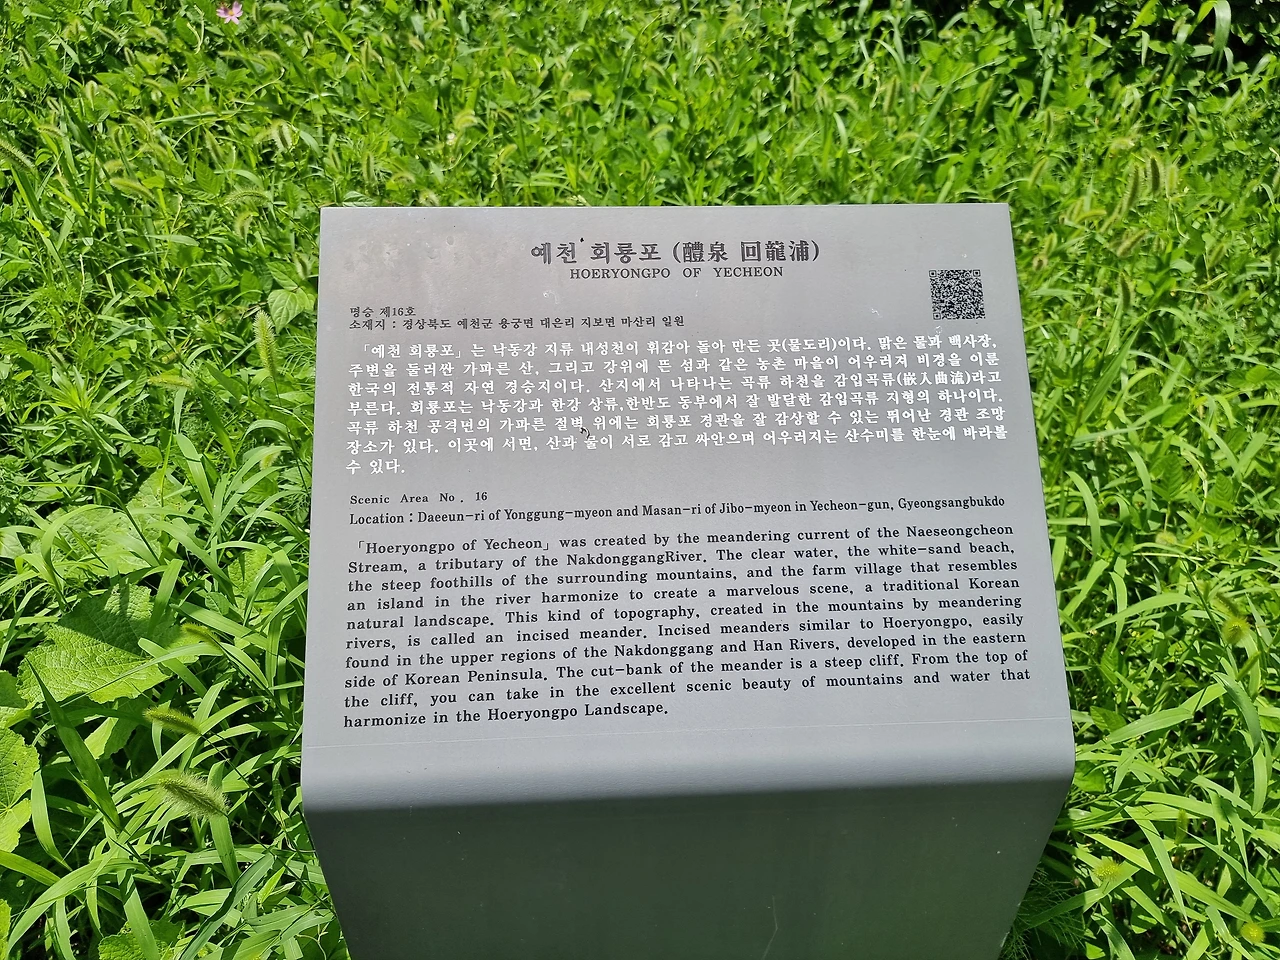 예천 회룡포 (醴泉 回龍浦)
HOERYONGPO OF YECHEON
명승 제16호
소재지 : 경상북도 예천군 용궁면 대은리 지보면 마산리 일원
「예천 회룡포」는 낙동강 지류 내성천이 휘감아 돌아 만든 곳(물도리)이다. 맑은 물과 백사장,
주변을 둘러싼 가파른 산, 그리고 강위에 뜬 섬과 같은 농촌 마을이 어우러져 비경을 이룬
한국의 전통적 자연 경승지이다. 산지에서 나타나는 곡류 하천을 감입곡류(嵌入曲流)라고
부른다. 회룡포는 낙동강과 한강 상류,한반도 동부에서 잘 발달한 감입곡류 지형의 하나이다.
곡류 하천 공격면의 가파른 절벽 위에는 회룡포 경관을 잘 감상할 수 있는 뛰어난 경관 조망
장소가 있다. 이곳에 서면, 산과 물이 서로 감고 싸안으며 어우러지는 산수미를 한눈에 바라볼
수 있다.
Scenic Area No . 16
Location : Daeeun-ri of Yonggung-myeon and Masan-ri of Jibo-myeon in Yecheon-gun, Gyeongsangbukdo
「Hoeryongpo of Yecheon」 was created by the meandering current of the Naeseongcheon
Stream, a tributary of the NakdonggangRiver. The clear water, the white-sand beach,
the steep foothills of the surrounding mountains, and the farm village that resembles
an island in the river harmonize to create a marvelous scene, a traditional Korean
natural landscape. This kind of topography, created in the mountains by meandering
rivers, is called an incised meander. Incised meanders similar to Hoeryongpo, easily
found in the upper regions of the Nakdonggang and Han Rivers, developed in the eastern
side of Korean Peninsula. The cut-bank of the meander is a steep cliff. From the top of
the cliff, you can take in the excellent scenic beauty of mountains and water that
harmonize in the Hoeryongpo Landscape.